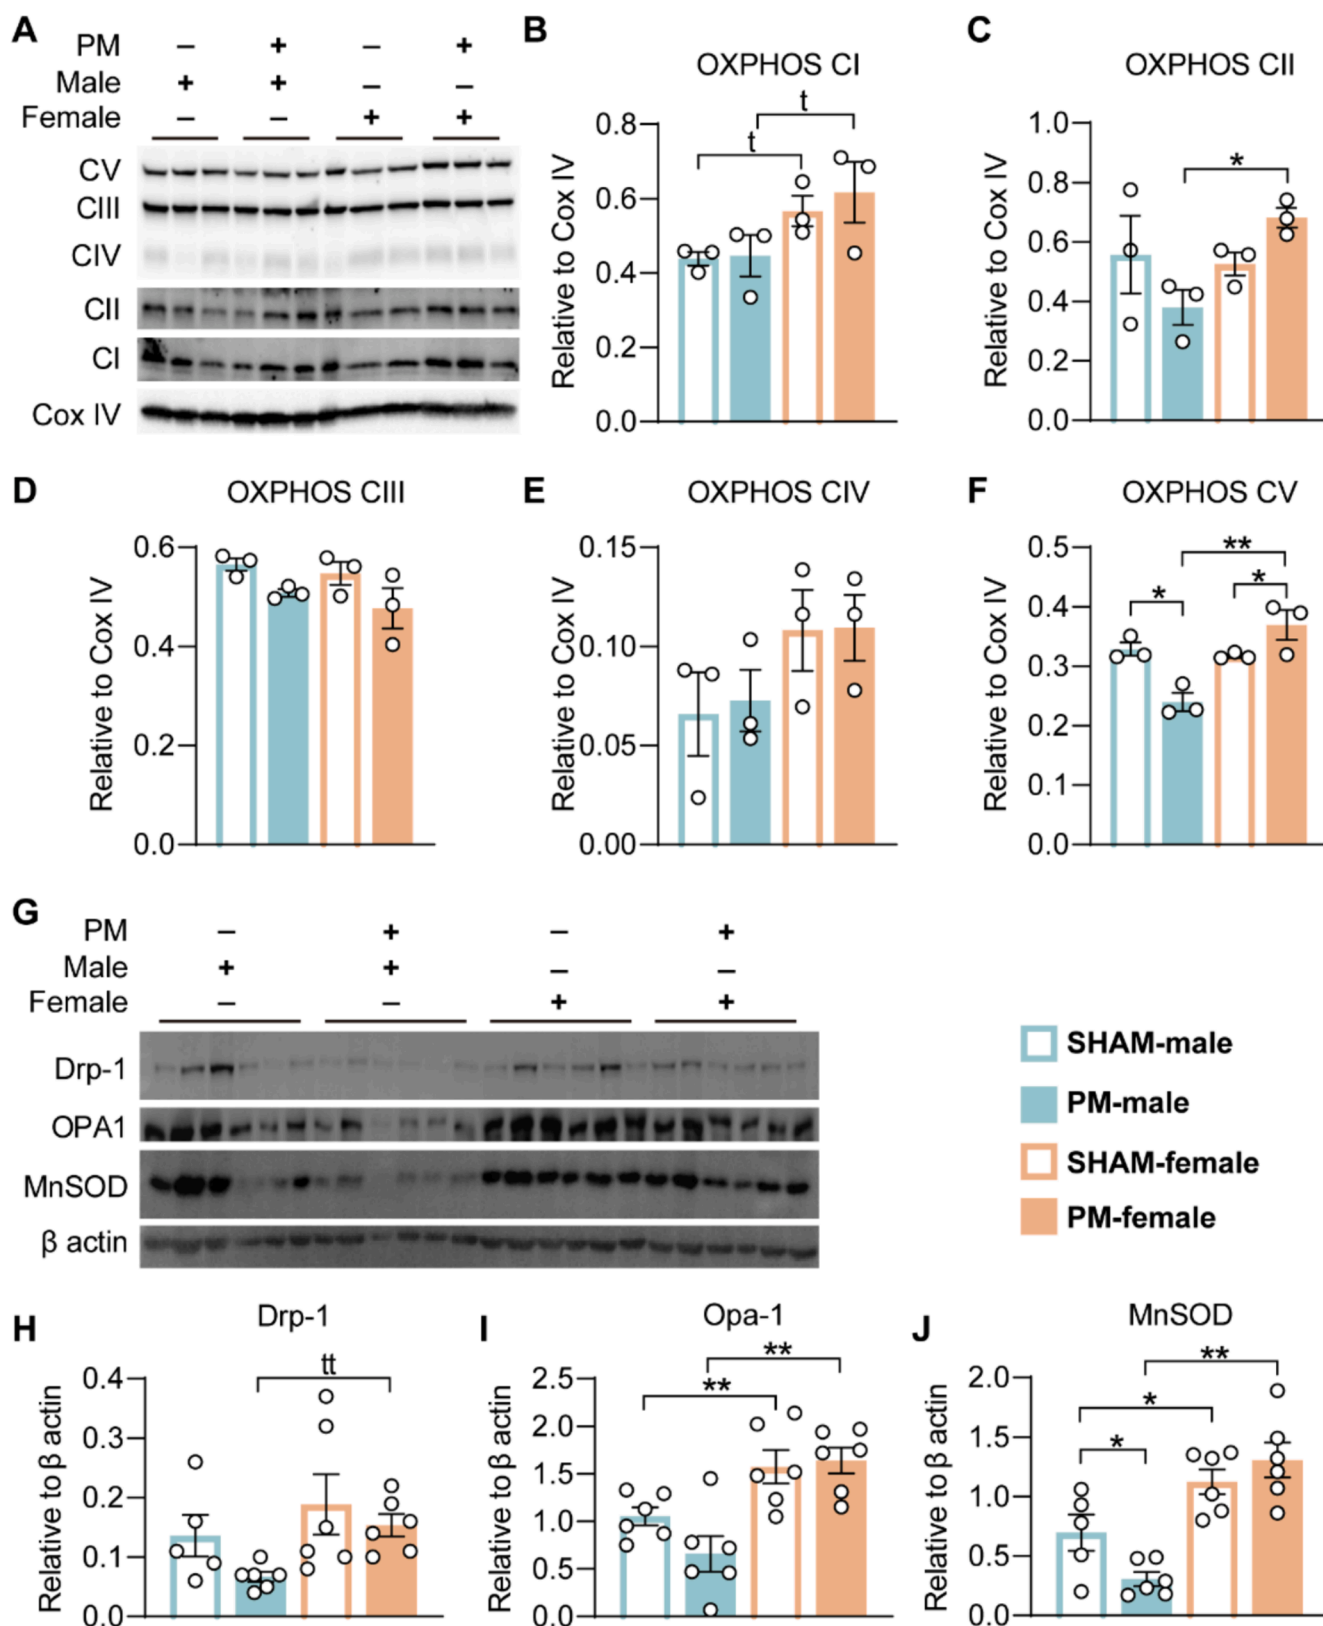 A
PM – + – +
Male + + – –
Female – – + +
CV
CIII
CIV
CII
CI
Cox IV
B
OXPHOS CI
t
t
Relative to Cox IV
0.8
0.6
0.4
0.2
0.0
C
OXPHOS CII
*
Relative to Cox IV
1.0
0.8
0.6
0.4
0.2
0.0
D
OXPHOS CIII
Relative to Cox IV
0.6
0.4
0.2
0.0
E
OXPHOS CIV
Relative to Cox IV
0.15
0.10
0.05
0.00
F
OXPHOS CV
**
*
*
Relative to Cox IV
0.5
0.4
0.3
0.2
0.1
0.0
G
PM – + – +
Male + + – –
Female – – + +
Drp-1
OPA1
MnSOD
β actin
SHAM-male
PM-male
SHAM-female
PM-female
H
Drp-1
tt
Relative to β actin
0.4
0.3
0.2
0.1
0.0
I
Opa-1
**
**
Relative to β actin
2.5
2.0
1.5
1.0
0.5
0.0
J
MnSOD
**
*
*
Relative to β actin
2.0
1.5
1.0
0.5
0.0